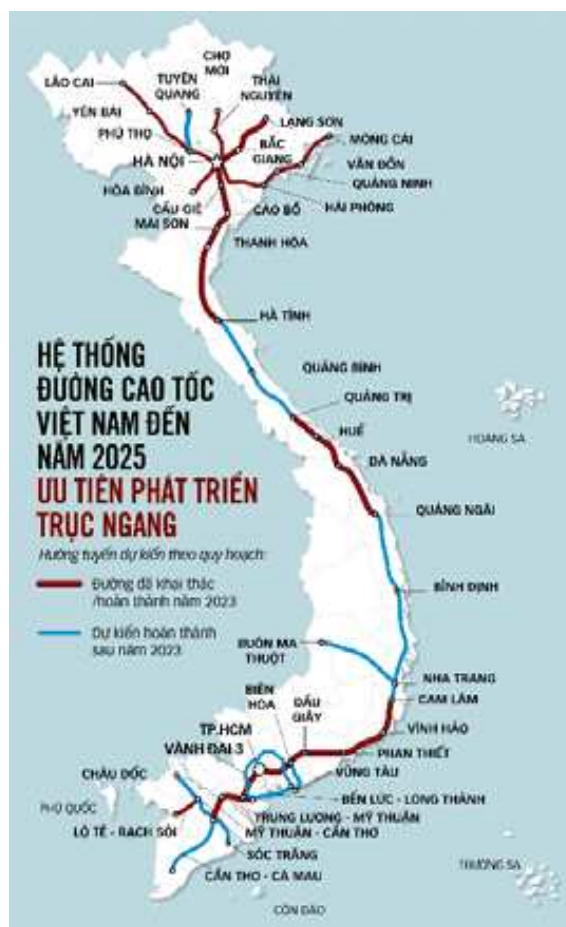 CHỢ
MỚI
LÀO CAI
TUYÊN
QUANG
THÁI
NGUYÊN
YÊN BÁI
LẠNG SƠN
MÓNG CÁI
PHÚ THỌ
BẮC
GIANG
HÀ NỘI
VÂN ĐỒN
QUẢNG NINH
HÒA BÌNH
HẢI PHÒNG
CẦU GIẼ
CAO BỒ
MAI SƠN
THANH HÓA
HÀ TĨNH
HỆ THỐNG
ĐƯỜNG CAO TỐC
VIỆT NAM ĐẾN
NĂM 2025
ƯU TIÊN PHÁT TRIỂN
TRỤC NGANG
Hướng tuyến dự kiến theo quy hoạch:
Đường đã khai thác
/hoàn thành năm 2023
Dự kiến hoàn thành
sau năm 2023
QUẢNG BÌNH
QUẢNG TRỊ
HUẾ
HOÀNG SA
ĐÀ NẴNG
QUẢNG NGÃI
BÌNH ĐỊNH
BUÔN MA
THUỘT
NHA TRANG
CAM LÂM
BIÊN
HÒA
DẦU
GIÂY
TP.HCM
VÀNH ĐAI 3
VĨNH HẢO
PHAN THIẾT
CHÂU ĐỐC
VŨNG TÀU
BẾN LỨC - LONG THÀNH
PHÚ QUỐC
TRUNG LƯƠNG - MỸ THUẬN
LỘ TẺ - RẠCH SỎI
MỸ THUẬN - CẦN THƠ
SÓC TRĂNG
TRƯỜNG SA
CẦN THƠ - CÀ MAU
CÔN ĐẢO